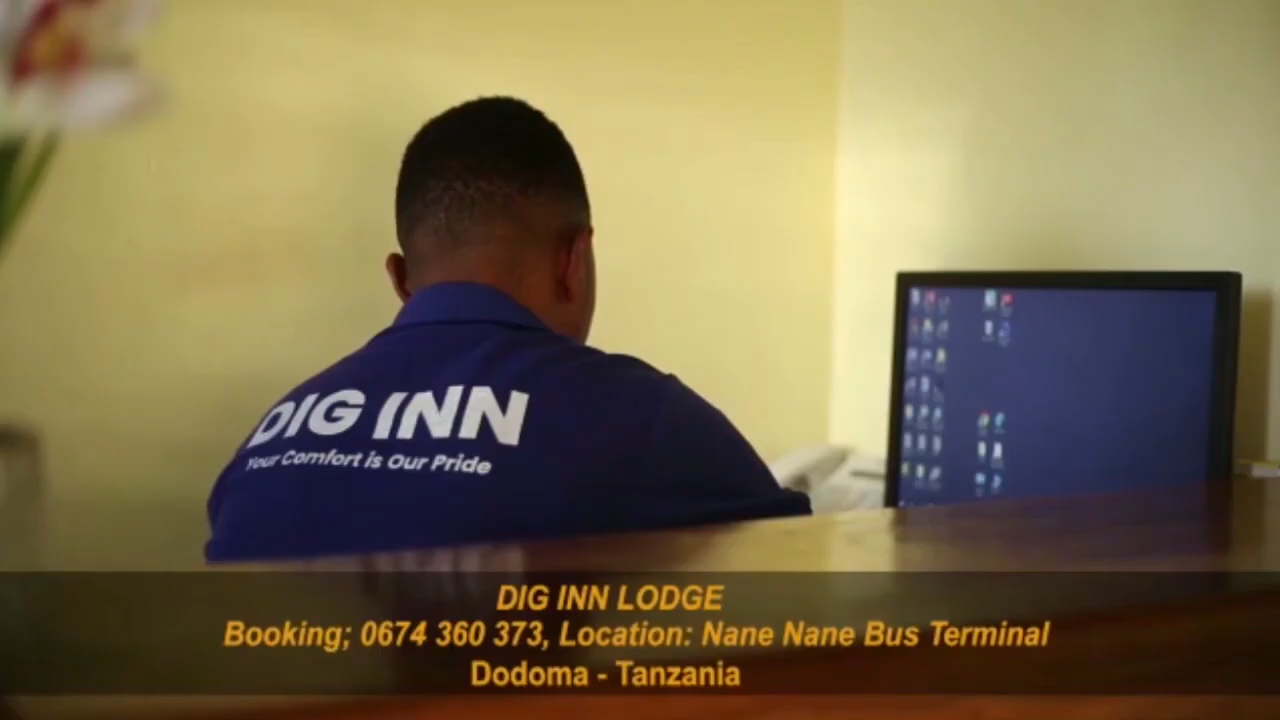 DIG INN
Your Comfort is Our Pride
DIG INN LODGE
Booking; 0674 360 373, Location: Nane Nane Bus Terminal
Dodoma - Tanzania